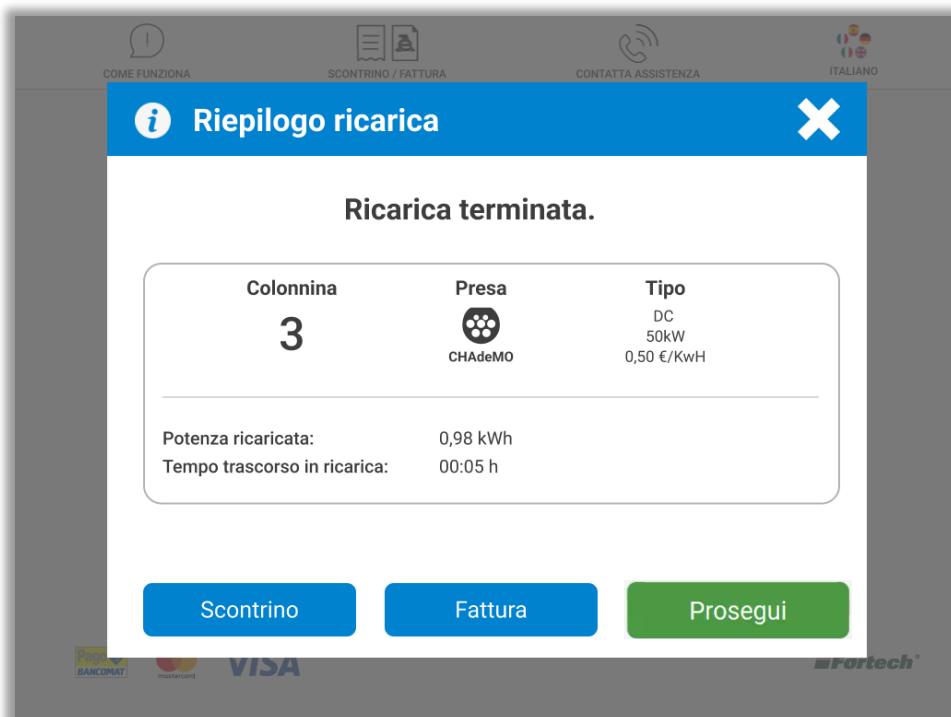 COME FUNZIONA
SCONTRINO / FATTURA
CONTATTA ASSISTENZA
ITALIANO
i Riepilogo ricarica
Ricarica terminata.
Colonnina Presa Tipo
3
CHAdeMO
DC
50kW
0,50 €/KwH
Potenza ricaricata: 0,98 kWh
Tempo trascorso in ricarica: 00:05 h
Scontrino Fattura Prosegui
Pago
BANCOMAT
mastercard
VISA
Fortech